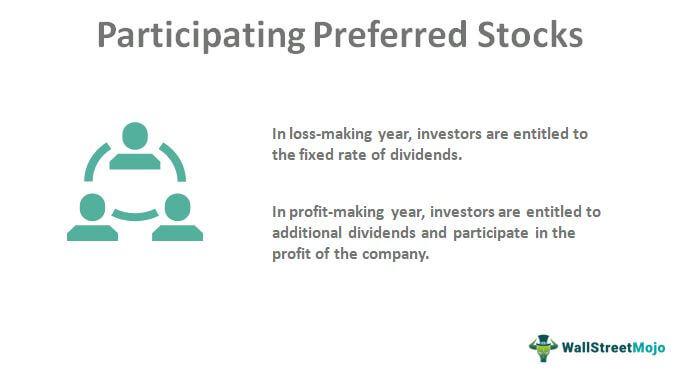 Participating Preferred Stocks
In loss-making year, investors are entitled to
the fixed rate of dividends.
In profit-making year, investors are entitled to
additional dividends and participate in the
profit of the company.
WallStreetMojo